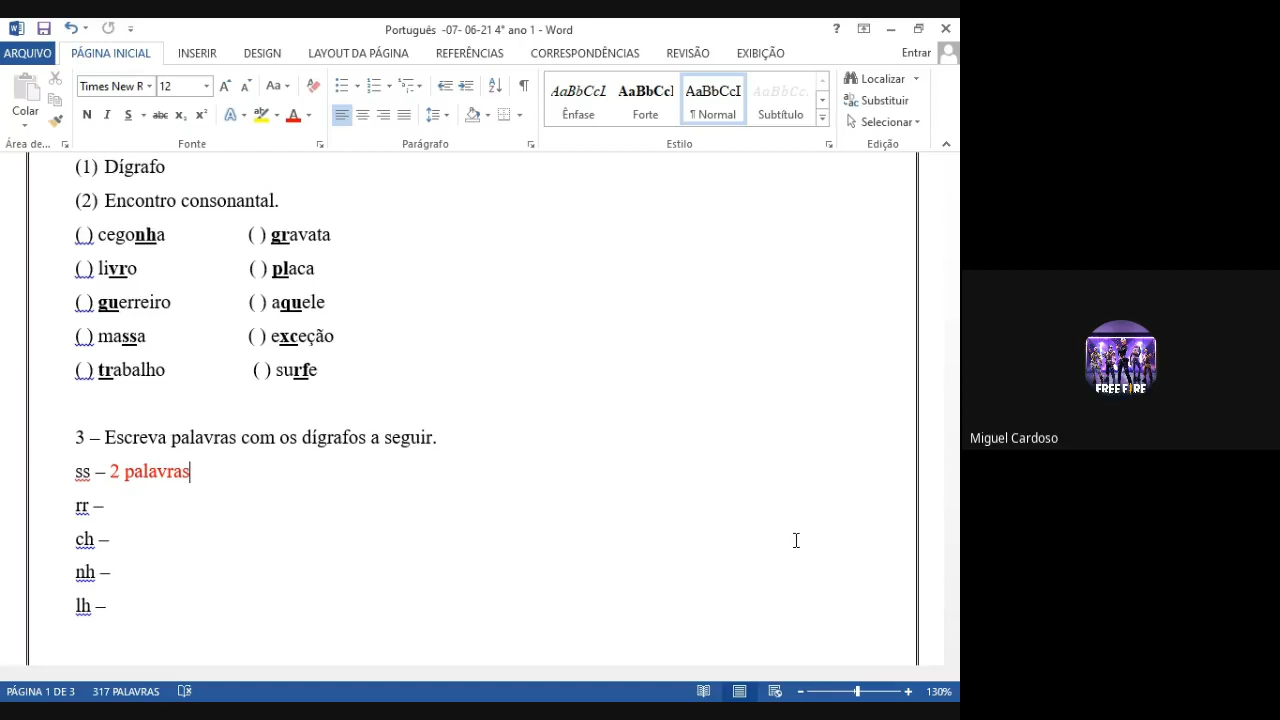 Português -07- 06-21 4° ano 1 - Word
?
ARQUIVO PÁGINA INICIAL INSERIR DESIGN LAYOUT DA PÁGINA REFERÊNCIAS CORRESPONDÊNCIAS REVISÃO EXIBIÇÃO Entrar
Colar
Times New R 12 Aa
N I S abc x₂ x² A A
AaBbCcI AaBbCcI AaBbCcI AaBbCc.
Ênfase Forte ¶ Normal Subtítulo
Localizar
Substituir
Selecionar
Área de... Fonte Parágrafo Estilo Edição
(1) Dígrafo
(2) Encontro consonantal.
( ) cegonha ( ) gravata
( ) livro ( ) placa
( ) guerreiro ( ) aquele
( ) massa ( ) exceção
( ) trabalho ( ) surfe
3 – Escreva palavras com os dígrafos a seguir.
ss – 2 palavras
rr –
ch –
nh –
lh –
PÁGINA 1 DE 3 317 PALAVRAS 130%
FREE FIRE
Miguel Cardoso